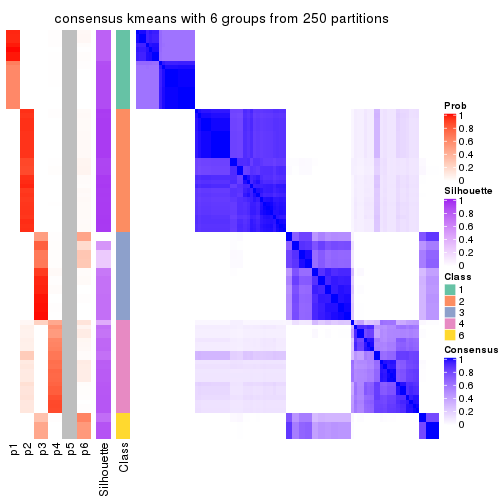 consensus kmeans with 6 groups from 250 partitions
p1
p2
p3
p4
p5
p6
Silhouette
Class
Prob
1
0.8
0.6
0.4
0.2
0
Silhouette
1
0.8
0.6
0.4
0.2
0
Class
1
2
3
4
6
Consensus
1
0.8
0.6
0.4
0.2
0